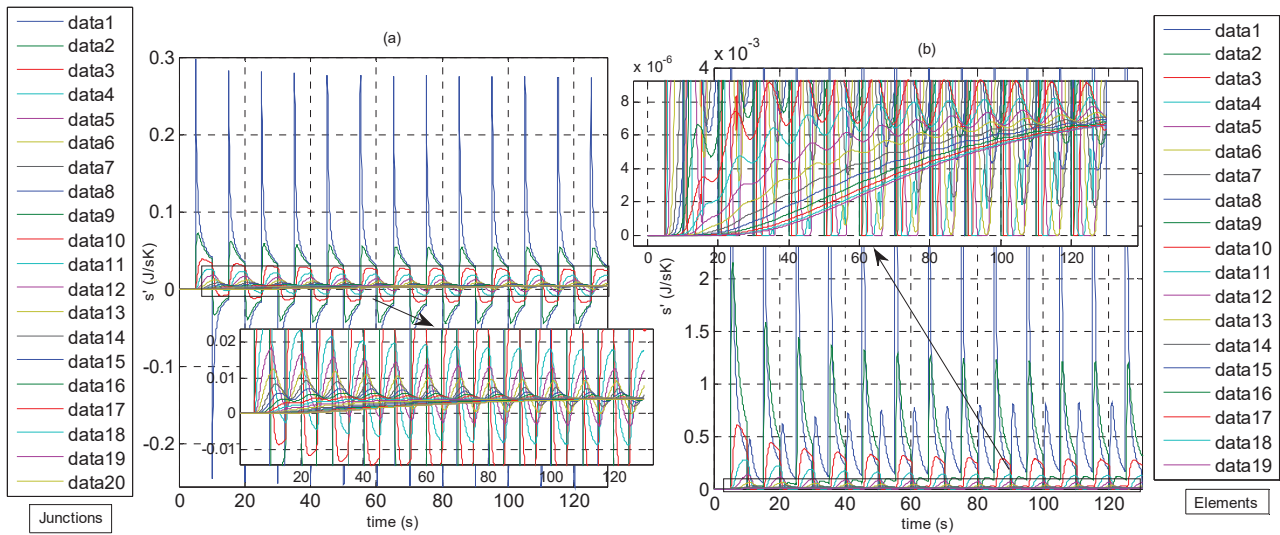 data1
data2
data3
data4
data5
data6
data7
data8
data9
data10
data11
data12
data13
data14
data15
data16
data17
data18
data19
data20
Junctions
(a)
0.3
0.2
0.1
0
-0.1
-0.2
s' (J/sK)
0 20 40 60 80 100 120
time (s)
0.02
0.01
0
-0.01
20 40 60 80 100 120
(b)
4 x 10^-3
x 10^-6
8
6
4
2
0
0 20 40 60 80 100 120
2
1.5
1
0.5
0
s' (J/sK)
0 20 40 60 80 100 120
time (s)
data1
data2
data3
data4
data5
data6
data7
data8
data9
data10
data11
data12
data13
data14
data15
data16
data17
data18
data19
Elements